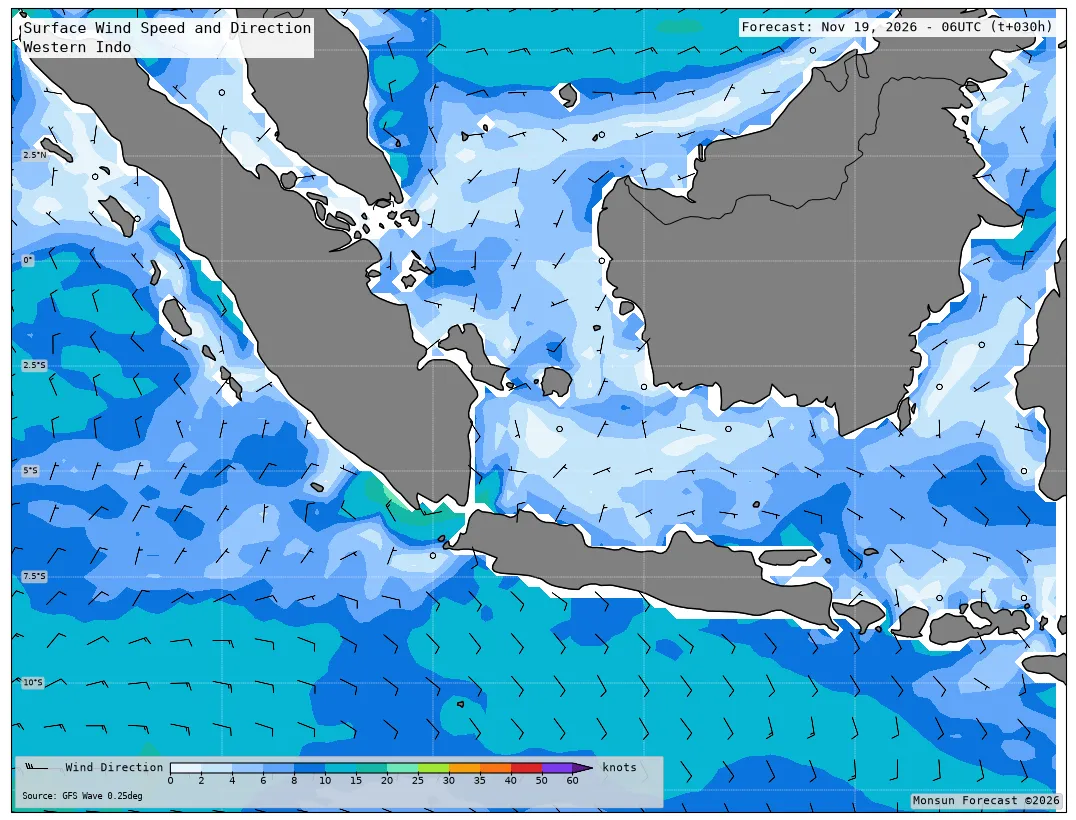 Surface Wind Speed and Direction
Western Indo
Forecast: Nov 19, 2026 - 06UTC (t+030h)
2.5°N
0°
2.5°S
5°S
7.5°S
10°S
Wind Direction
0 2 4 6 8 10 15 20 25 30 35 40 50 60
knots
Source: GFS Wave 0.25deg
Monsun Forecast ©2026